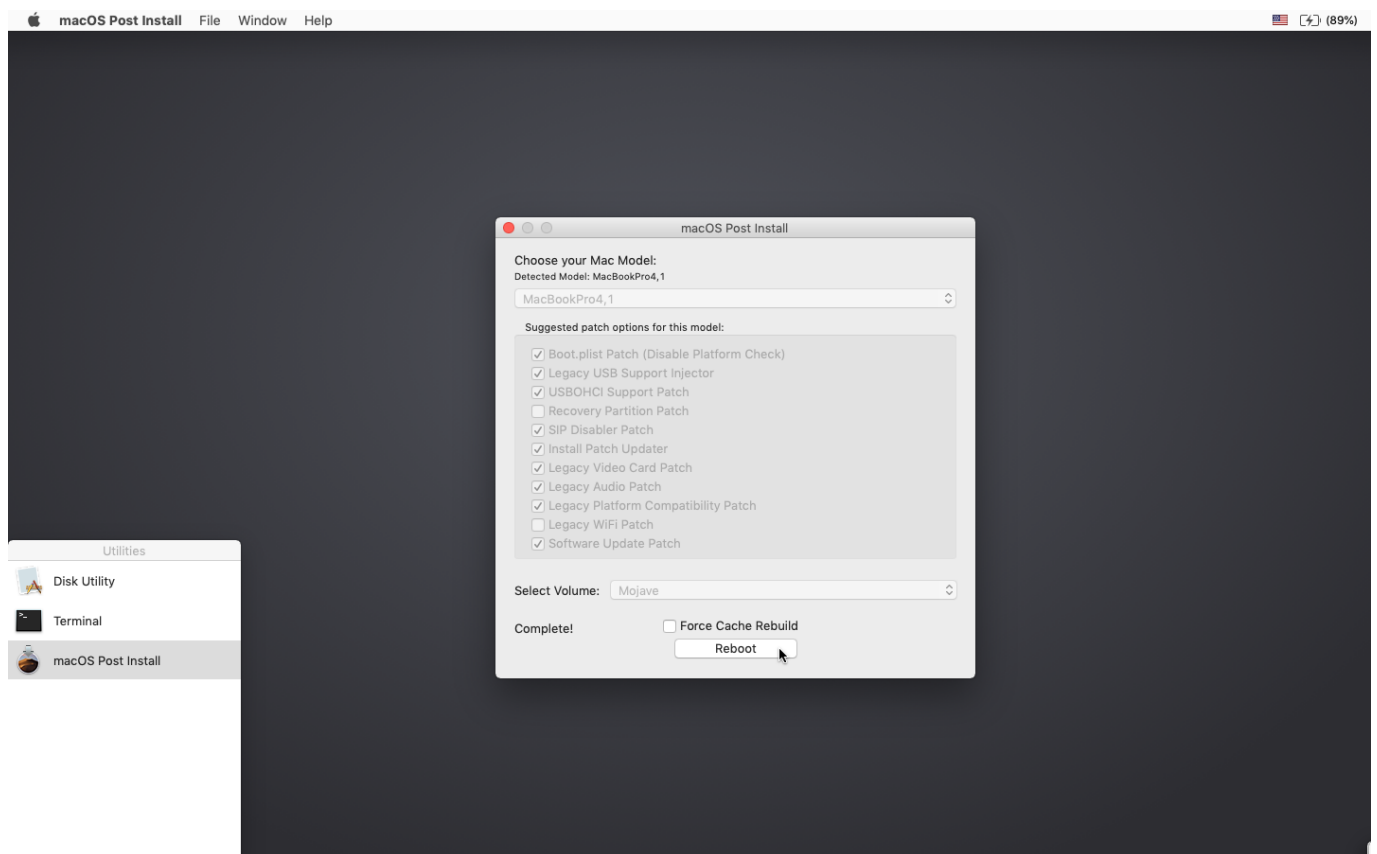 macOS Post Install File Window Help (89%)
macOS Post Install
Choose your Mac Model:
Detected Model: MacBookPro4,1
MacBookPro4,1
Suggested patch options for this model:
Boot.plist Patch (Disable Platform Check)
Legacy USB Support Injector
USBOHCI Support Patch
Recovery Partition Patch
SIP Disabler Patch
Install Patch Updater
Legacy Video Card Patch
Legacy Audio Patch
Legacy Platform Compatibility Patch
Legacy WiFi Patch
Software Update Patch
Select Volume: Mojave
Complete! Force Cache Rebuild
Reboot
Utilities
Disk Utility
Terminal
macOS Post Install